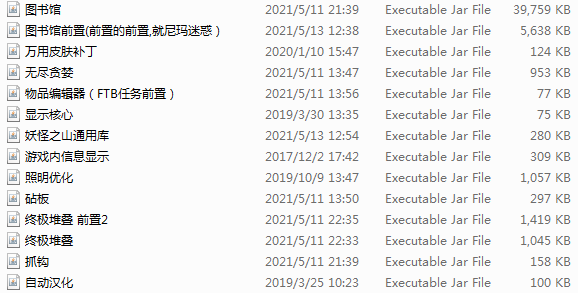 图书馆 2021/5/11 21:39 Executable Jar File 39,759 KB
图书馆前置(前置的前置,就尼玛迷惑） 2021/5/13 12:38 Executable Jar File 5,638 KB
万用皮肤补丁 2020/1/10 15:47 Executable Jar File 124 KB
无尽贪婪 2021/5/11 13:47 Executable Jar File 953 KB
物品编辑器（FTB任务前置） 2021/5/11 13:56 Executable Jar File 77 KB
显示核心 2019/3/30 13:35 Executable Jar File 75 KB
妖怪之山通用库 2021/5/13 12:54 Executable Jar File 280 KB
游戏内信息显示 2017/12/2 17:42 Executable Jar File 309 KB
照明优化 2019/10/9 13:47 Executable Jar File 1,057 KB
砧板 2021/5/11 13:50 Executable Jar File 297 KB
终极堆叠 前置2 2021/5/11 22:35 Executable Jar File 1,419 KB
终极堆叠 2021/5/11 22:33 Executable Jar File 1,045 KB
抓钩 2021/5/11 21:39 Executable Jar File 158 KB
自动汉化 2019/3/25 10:23 Executable Jar File 100 KB